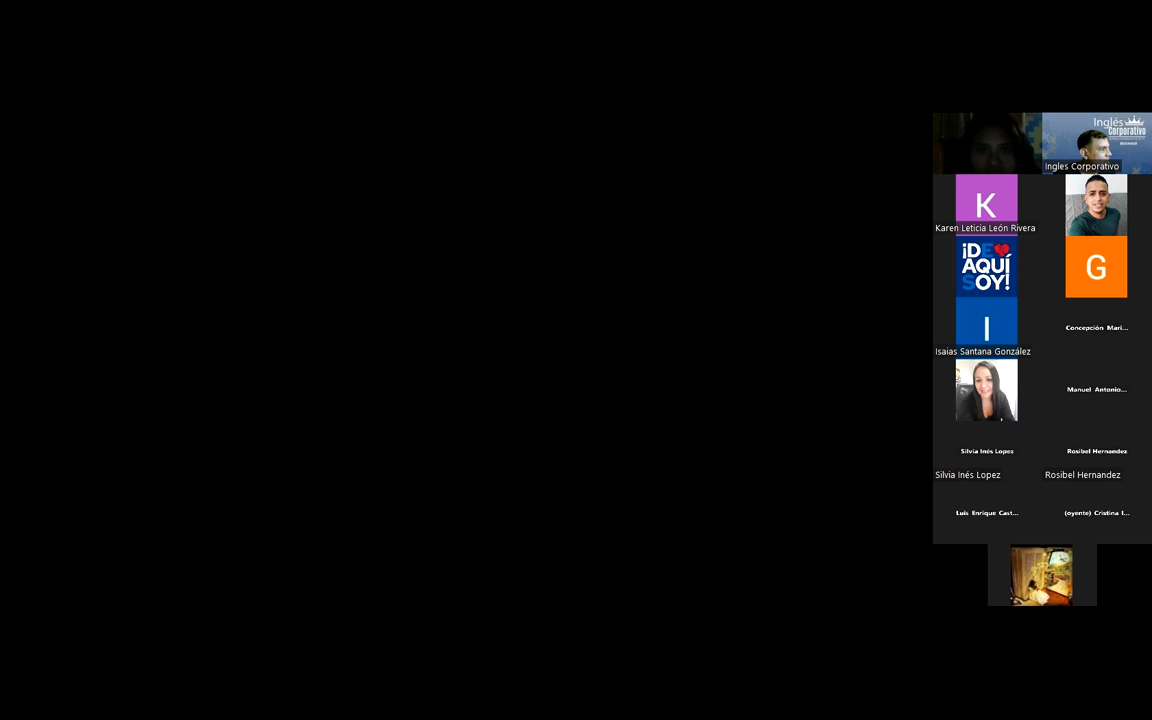 Inglés
Corporativo
Ingles Corporativo
K
Karen Leticia León Rivera
¡DE
AQUÍ
SOY!
G
I
Isaias Santana González
Concepción Mari...
Manuel Antonio...
Silvia Inés Lopez
Rosibel Hernandez
Silvia Inés Lopez
Rosibel Hernandez
Luis Enrique Cast...
(oyente) Cristina I...